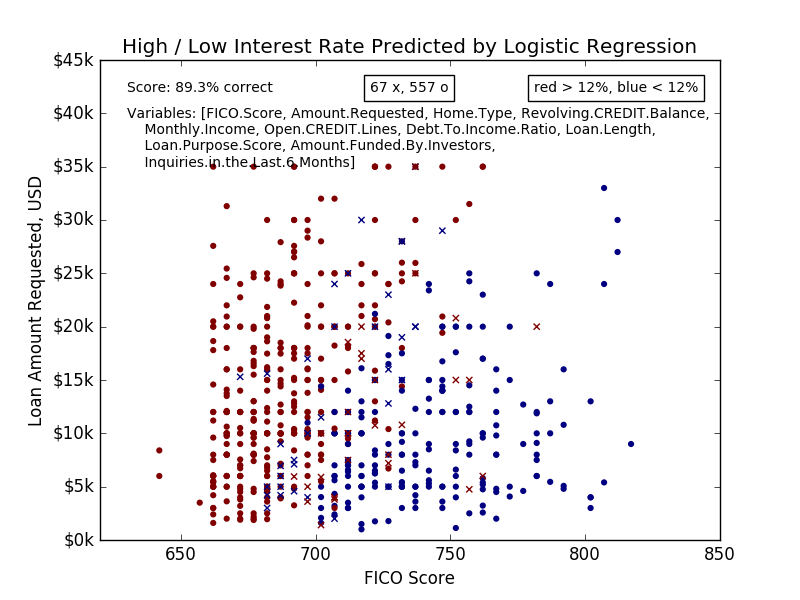 High / Low Interest Rate Predicted by Logistic Regression
$45k
Score: 89.3% correct
67 x, 557 o
red > 12%, blue < 12%
Variables: [FICO.Score, Amount.Requested, Home.Type, Revolving.CREDIT.Balance,
Monthly.Income, Open.CREDIT.Lines, Debt.To.Income.Ratio, Loan.Length,
Loan.Purpose.Score, Amount.Funded.By.Investors,
Inquiries.in.the.Last.6.Months]
$40k
$35k
$30k
$25k
$20k
$15k
$10k
$5k
$0k
Loan Amount Requested, USD
650
700
750
800
850
FICO Score